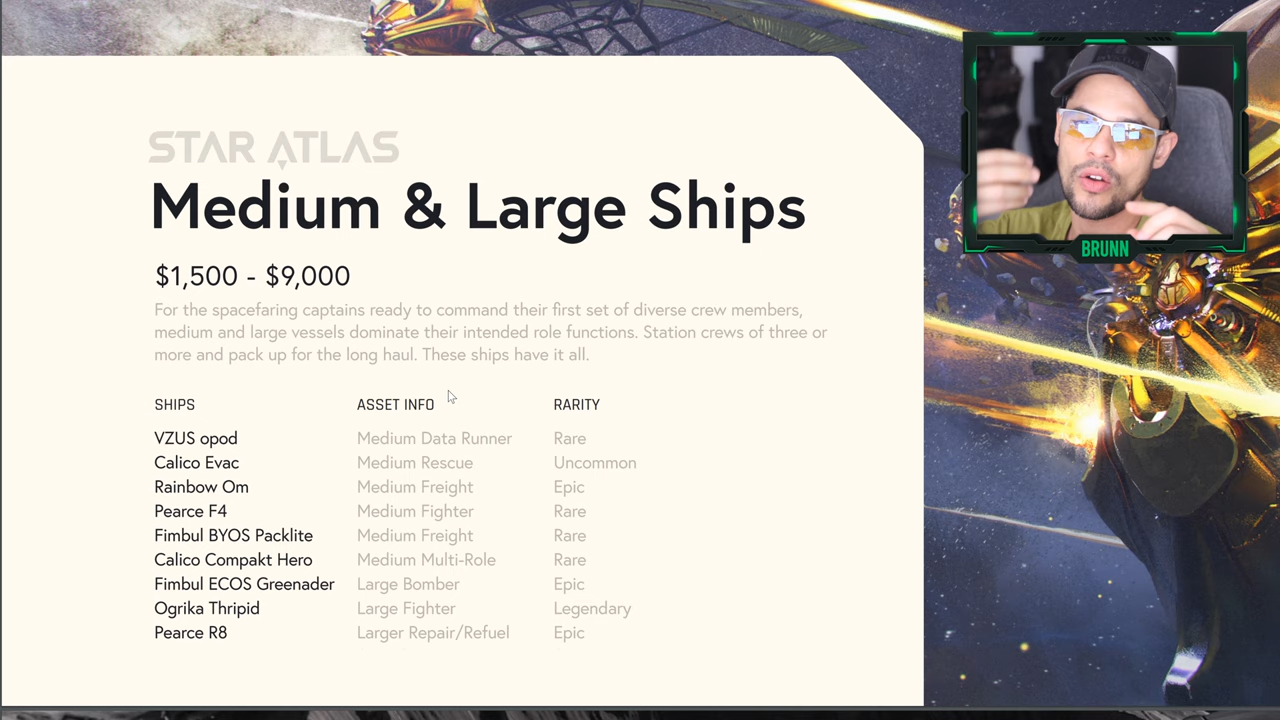 STAR ATLAS
Medium & Large Ships
$1,500 - $9,000
For the spacefaring captains ready to command their first set of diverse crew members,
medium and large vessels dominate their intended role functions. Station crews of three or
more and pack up for the long haul. These ships have it all.
SHIPS ASSET INFO RARITY
VZUS opod Medium Data Runner Rare
Calico Evac Medium Rescue Uncommon
Rainbow Om Medium Freight Epic
Pearce F4 Medium Fighter Rare
Fimbul BYOS Packlite Medium Freight Rare
Calico Compakt Hero Medium Multi-Role Rare
Fimbul ECOS Greenader Large Bomber Epic
Ogrika Thripid Large Fighter Legendary
Pearce R8 Larger Repair/Refuel Epic
BRUNN